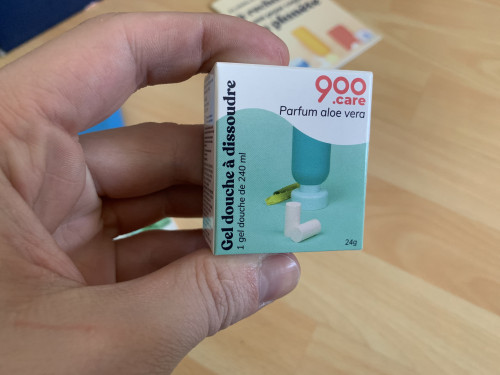 900
.care
Parfum aloe vera
Gel douche à dissoudre
1 gel douche de 240 ml
24g